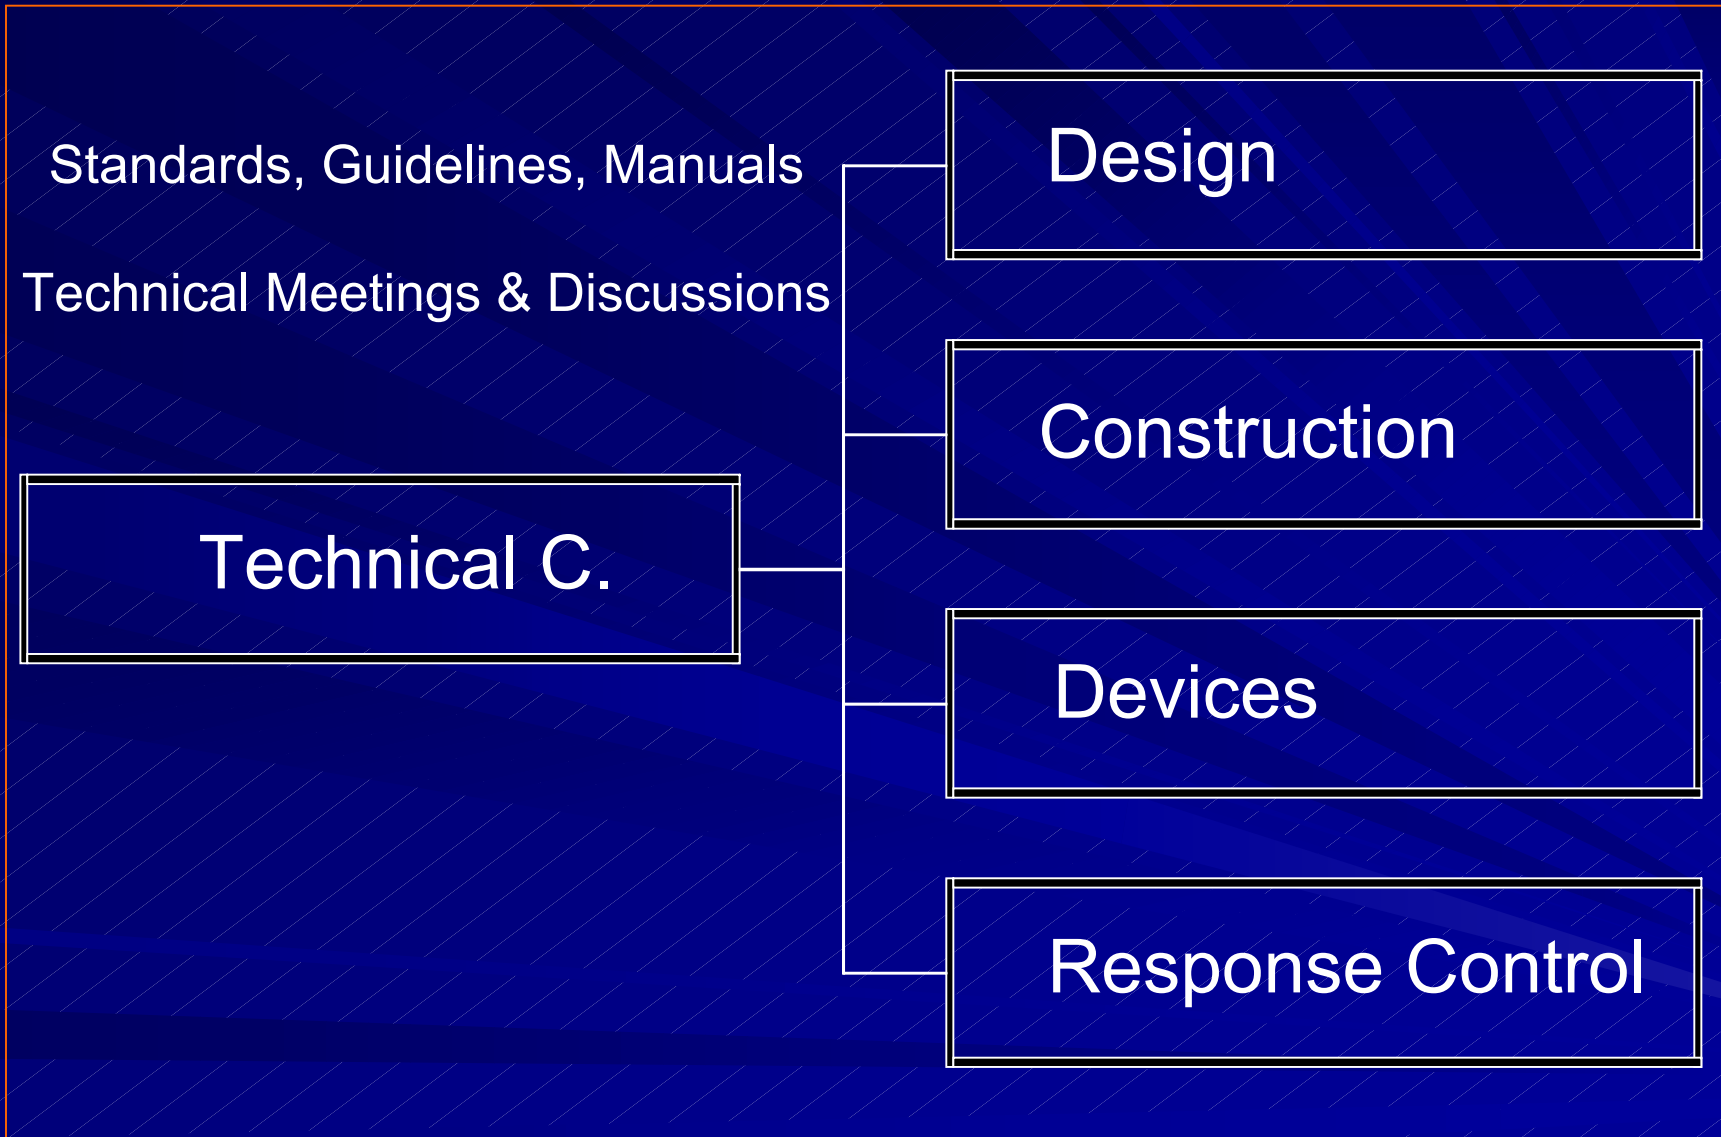 Standards, Guidelines, Manuals
Technical Meetings & Discussions
Technical C.
Design
Construction
Devices
Response Control